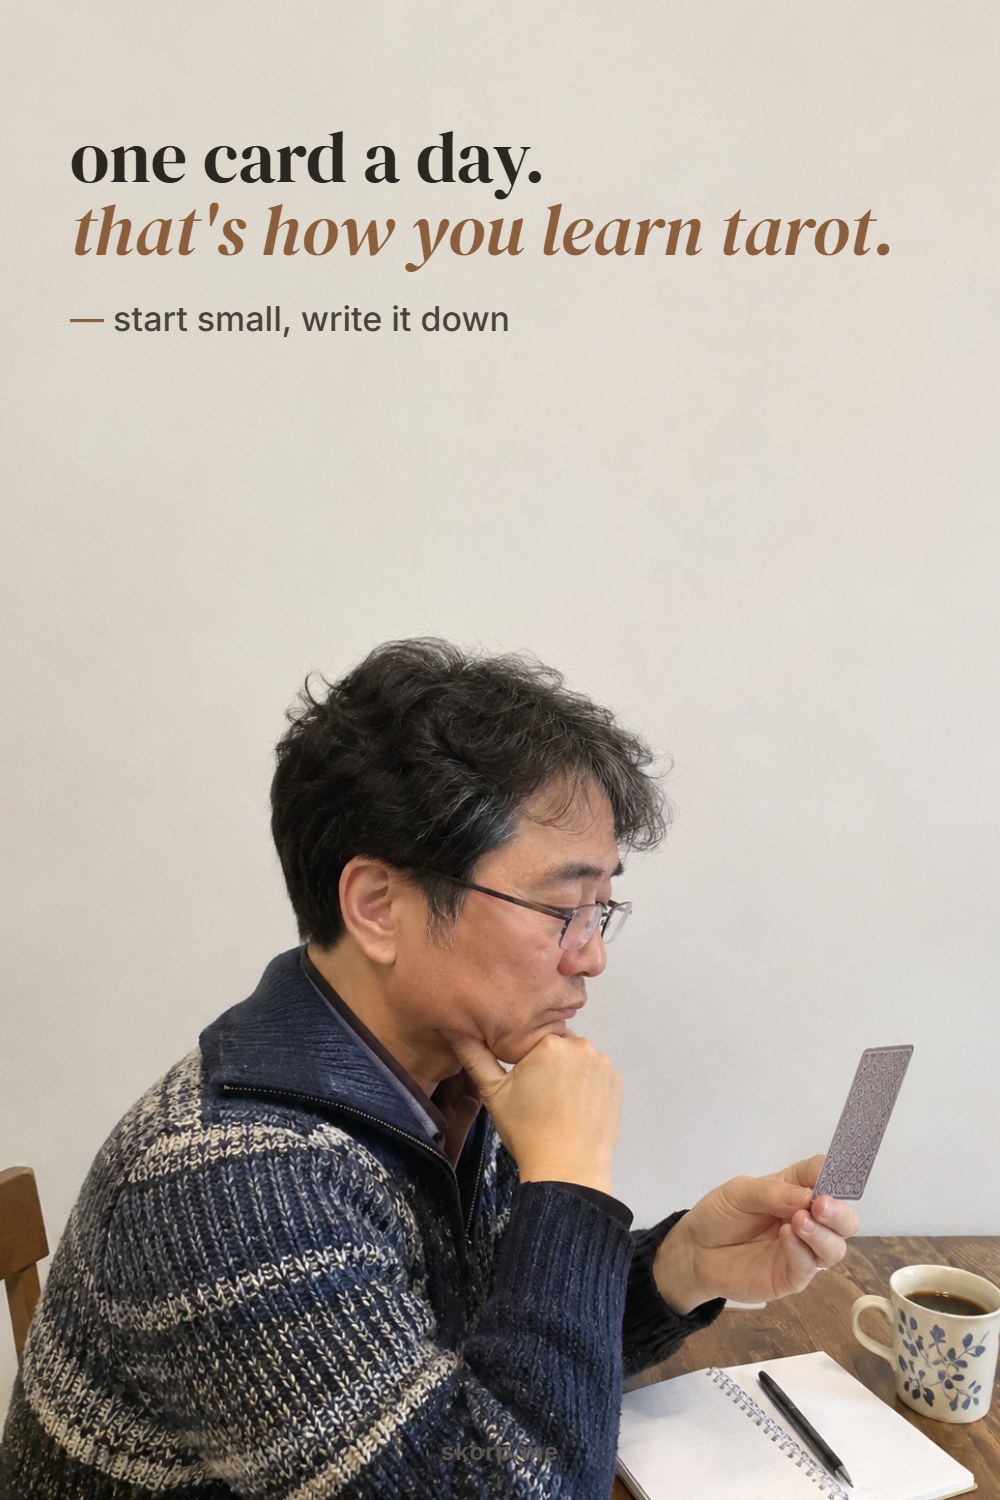 one card a day.
that's how you learn tarot.
— start small, write it down